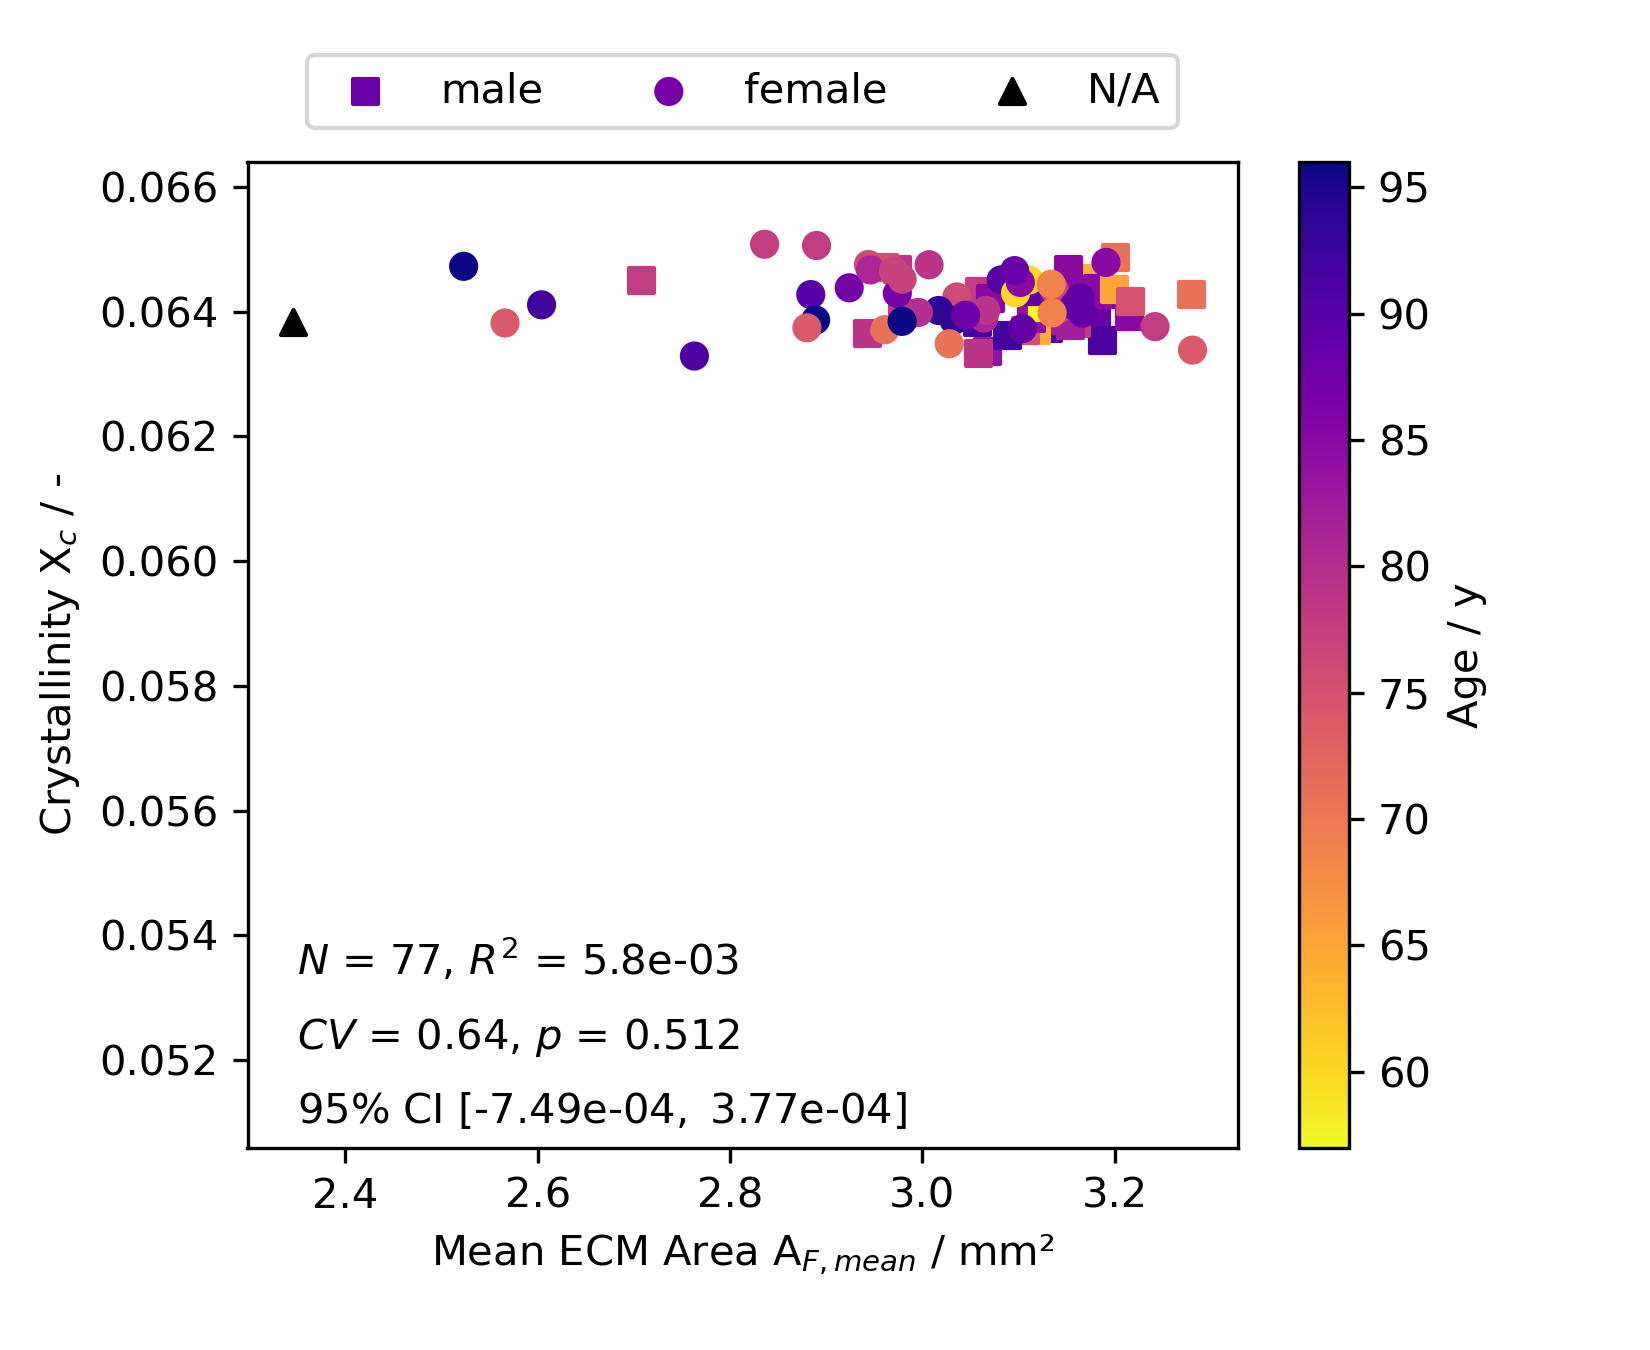 male female N/A
0.066
0.064
0.062
0.060
0.058
0.056
0.054
0.052
Crystallinity X_c / -
N = 77, R² = 5.8e-03
CV = 0.64, p = 0.512
95% CI [-7.49e-04, 3.77e-04]
2.4 2.6 2.8 3.0 3.2
Mean ECM Area A_F,mean / mm²
95
90
85
80
75
70
65
60
Age / y